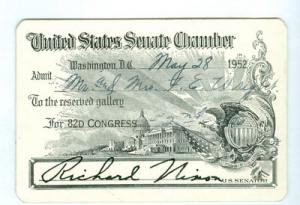 United States Senate Chamber
Washington, D.C. May 28 1952
Admit Mr. and Mrs. J. E.
To the reserved gallery
For 82D CONGRESS
Richard Nixon
U.S. SENATOR